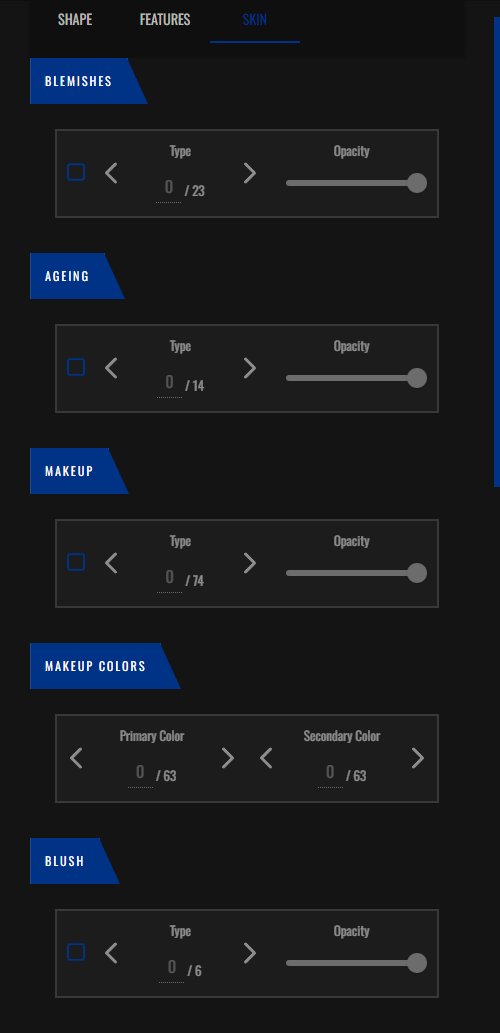 SHAPE FEATURES SKIN
BLEMISHES
Type Opacity
0 / 23
AGEING
Type Opacity
0 / 14
MAKEUP
Type Opacity
0 / 74
MAKEUP COLORS
Primary Color Secondary Color
0 / 63 0 / 63
BLUSH
Type Opacity
0 / 6